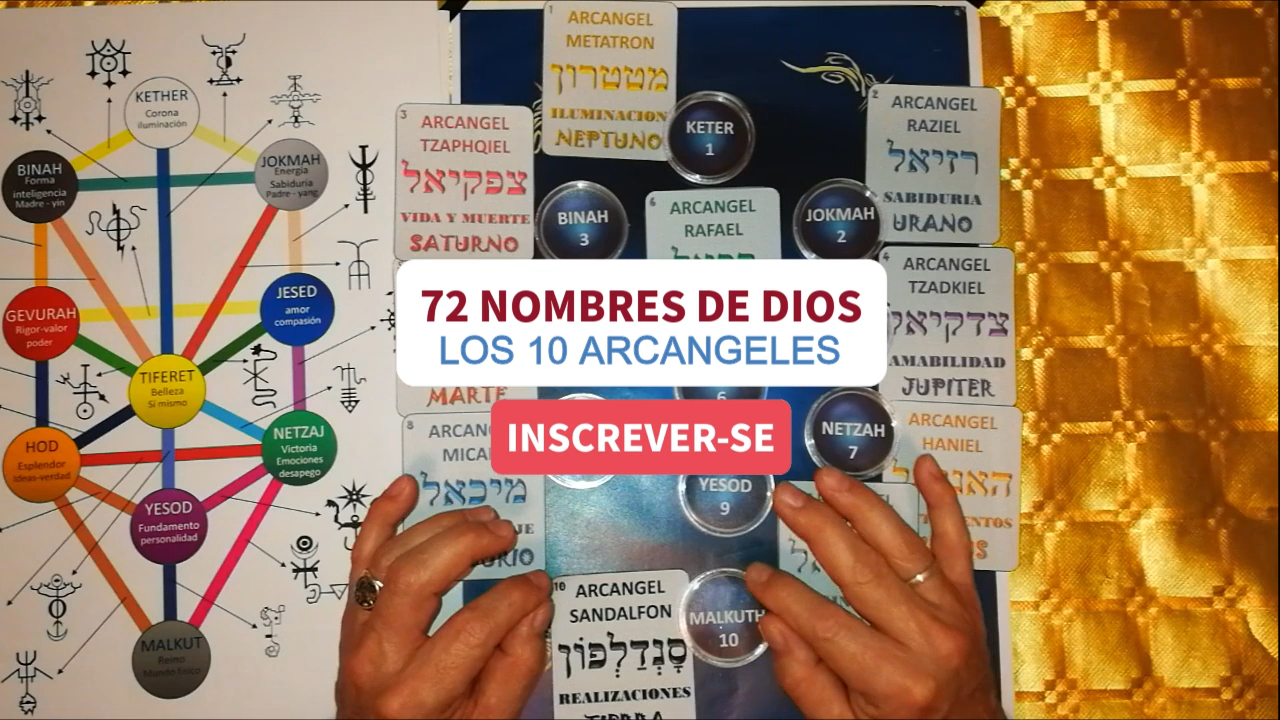 KETHER
Corona
iluminación
BINAH
Forma
inteligencia
Madre - yin
JOKMAH
Energía
Sabiduria
Padre - yang
GEVURAH
Rigor-valor
poder
JESED
amor
compasión
TIFERET
Belleza
Sí mismo
HOD
Esplendor
ideas-verdad
NETZAJ
Victoria
Emociones
desapego
YESOD
Fundamento
personalidad
MALKUT
Reino
Mundo físico
1
ARCANGEL
METATRON
מטטרון
ILUMINACION
NEPTUNO
KETER
1
2
ARCANGEL
RAZIEL
רזיאל
SABIDURIA
URANO
3
ARCANGEL
TZAPHQIEL
צפקיאל
VIDA Y MUERTE
SATURNO
BINAH
3
6
ARCANGEL
RAFAEL
JOKMAH
2
4
ARCANGEL
TZADKIEL
צדקיאל
AMABILIDAD
JUPITER
72 NOMBRES DE DIOS
LOS 10 ARCANGELES
INSCREVER-SE
MARTE
6
8
מיכאל
NETZAH
7
ARCANGEL
HANIEL
YESOD
9
10
ARCANGEL
SANDALFON
סָנְדַלְפוֹן
REALIZACIONES
TIERRA
MALKUTH
10